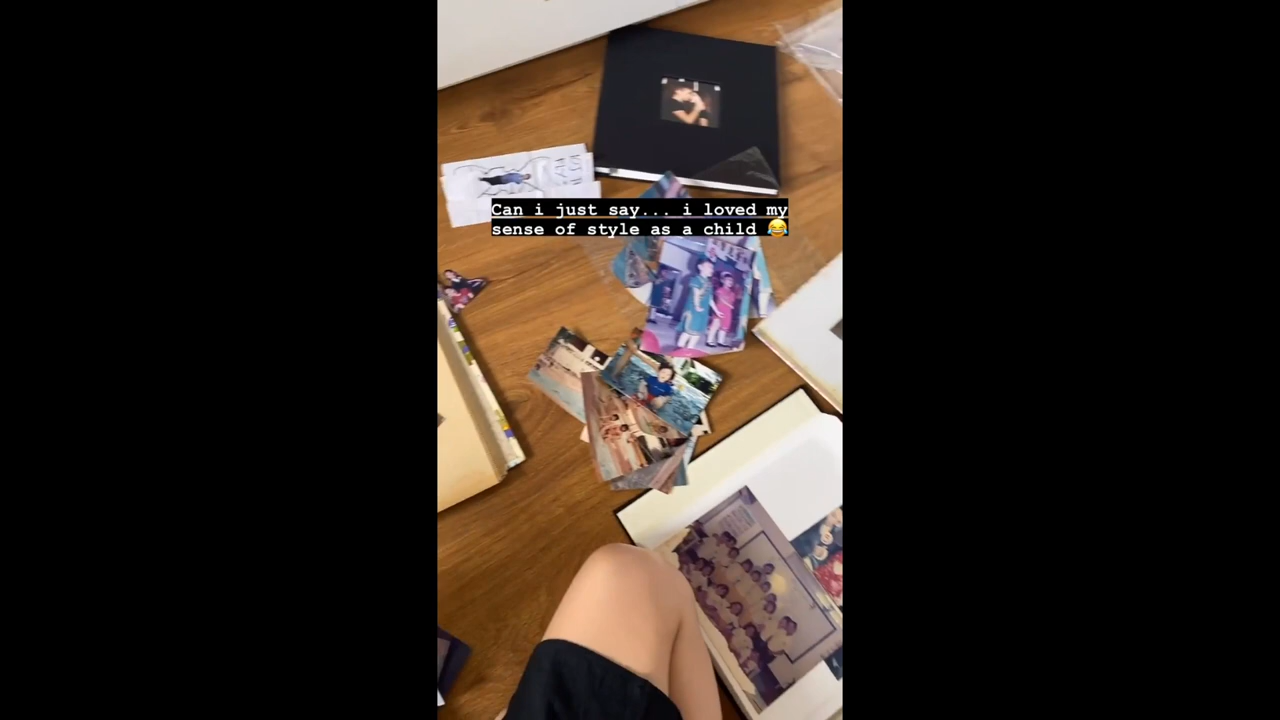 Can i just say... i loved my
sense of style as a child 😂